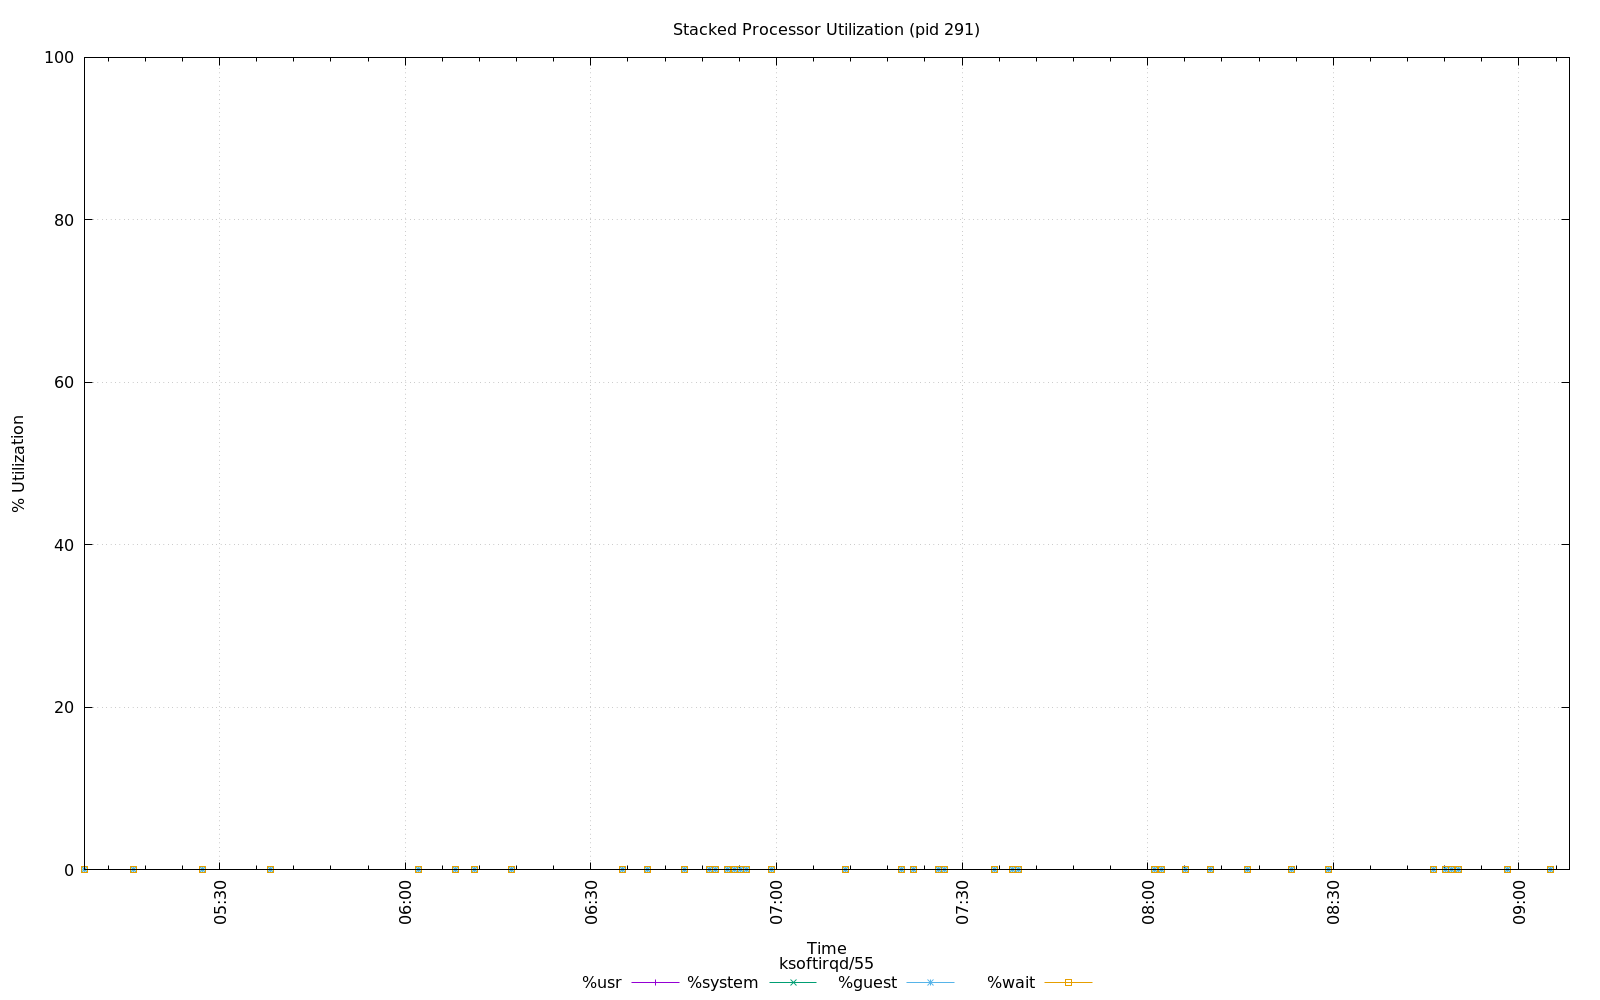 Stacked Processor Utilization (pid 291)
100
80
60
40
20
0
% Utilization
05:30
06:00
06:30
07:00
07:30
08:00
08:30
09:00
Time
ksoftirqd/55
%usr %system %guest %wait